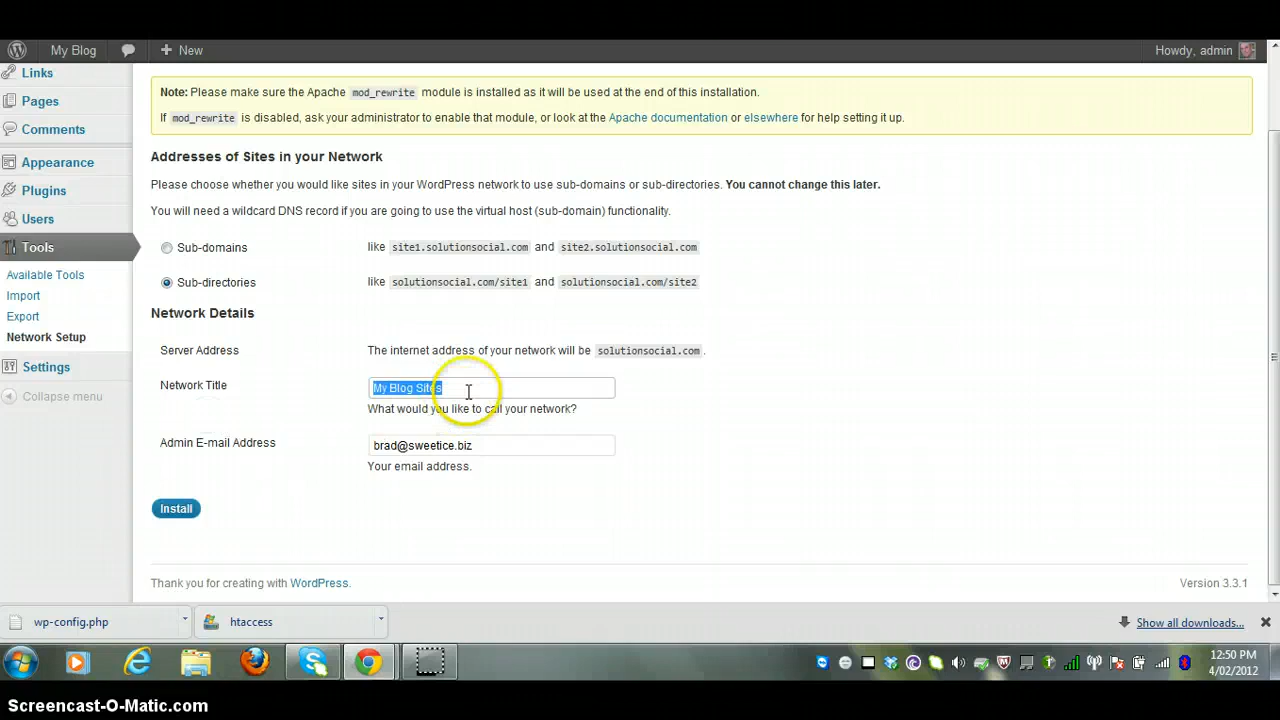 My Blog + New Howdy, admin
Links
Pages
Comments
Appearance
Plugins
Users
Tools
Available Tools
Import
Export
Network Setup
Settings
Collapse menu
Note: Please make sure the Apache mod_rewrite module is installed as it will be used at the end of this installation.
If mod_rewrite is disabled, ask your administrator to enable that module, or look at the Apache documentation or elsewhere for help setting it up.
Addresses of Sites in your Network
Please choose whether you would like sites in your WordPress network to use sub-domains or sub-directories. You cannot change this later.
You will need a wildcard DNS record if you are going to use the virtual host (sub-domain) functionality.
Sub-domains like site1.solutionsocial.com and site2.solutionsocial.com
Sub-directories like solutionsocial.com/site1 and solutionsocial.com/site2
Network Details
Server Address The internet address of your network will be solutionsocial.com.
Network Title My Blog Sites
What would you like to call your network?
Admin E-mail Address brad@sweetice.biz
Your email address.
Install
Thank you for creating with WordPress. Version 3.3.1
wp-config.php htaccess Show all downloads...
12:50 PM
4/02/2012
Screencast-O-Matic.com